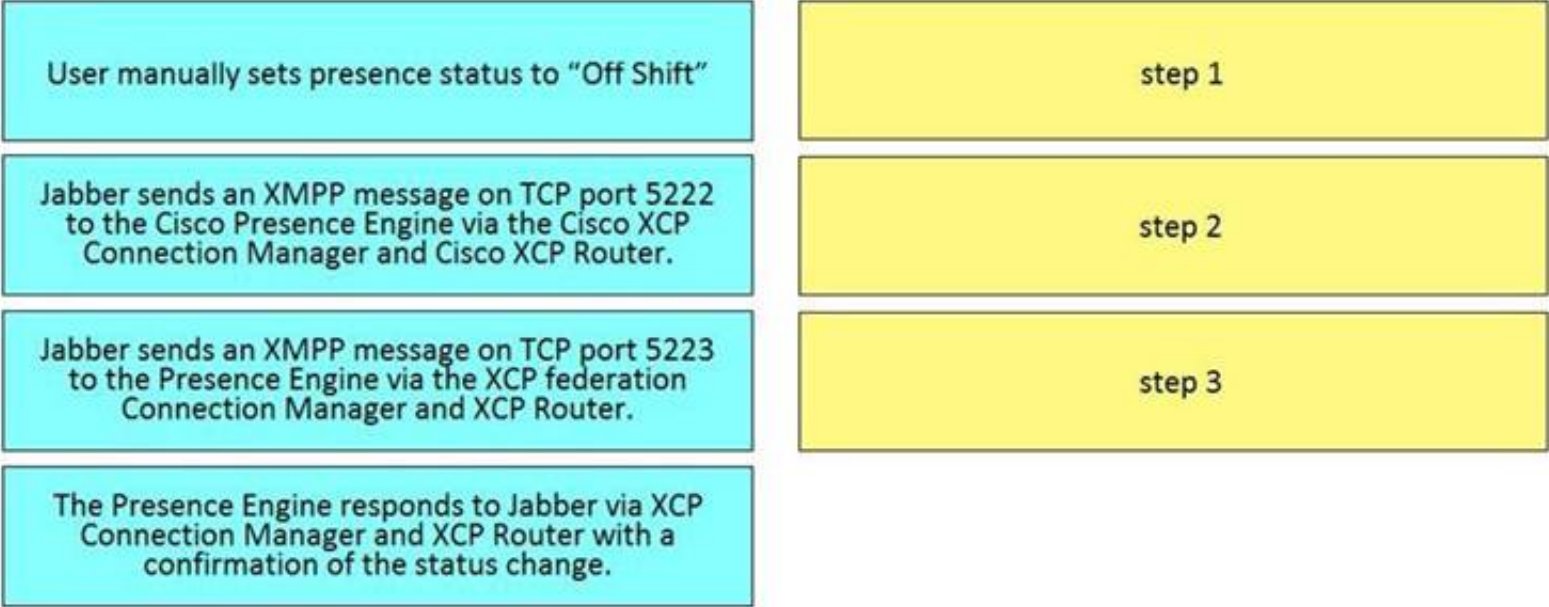 User manually sets presence status to “Off Shift”
Jabber sends an XMPP message on TCP port 5222
to the Cisco Presence Engine via the Cisco XCP
Connection Manager and Cisco XCP Router.
Jabber sends an XMPP message on TCP port 5223
to the Presence Engine via the XCP federation
Connection Manager and XCP Router.
The Presence Engine responds to Jabber via XCP
Connection Manager and XCP Router with a
confirmation of the status change.
step 1
step 2
step 3